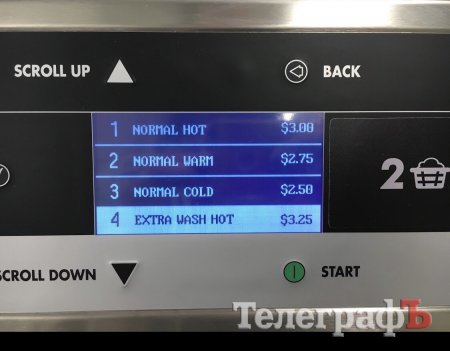 SCROLL UP
BACK
1 NORMAL HOT $3.00
2 NORMAL WARM $2.75
3 NORMAL COLD $2.50
4 EXTRA WASH HOT $3.25
2
SCROLL DOWN
START
ТелеграфЪ